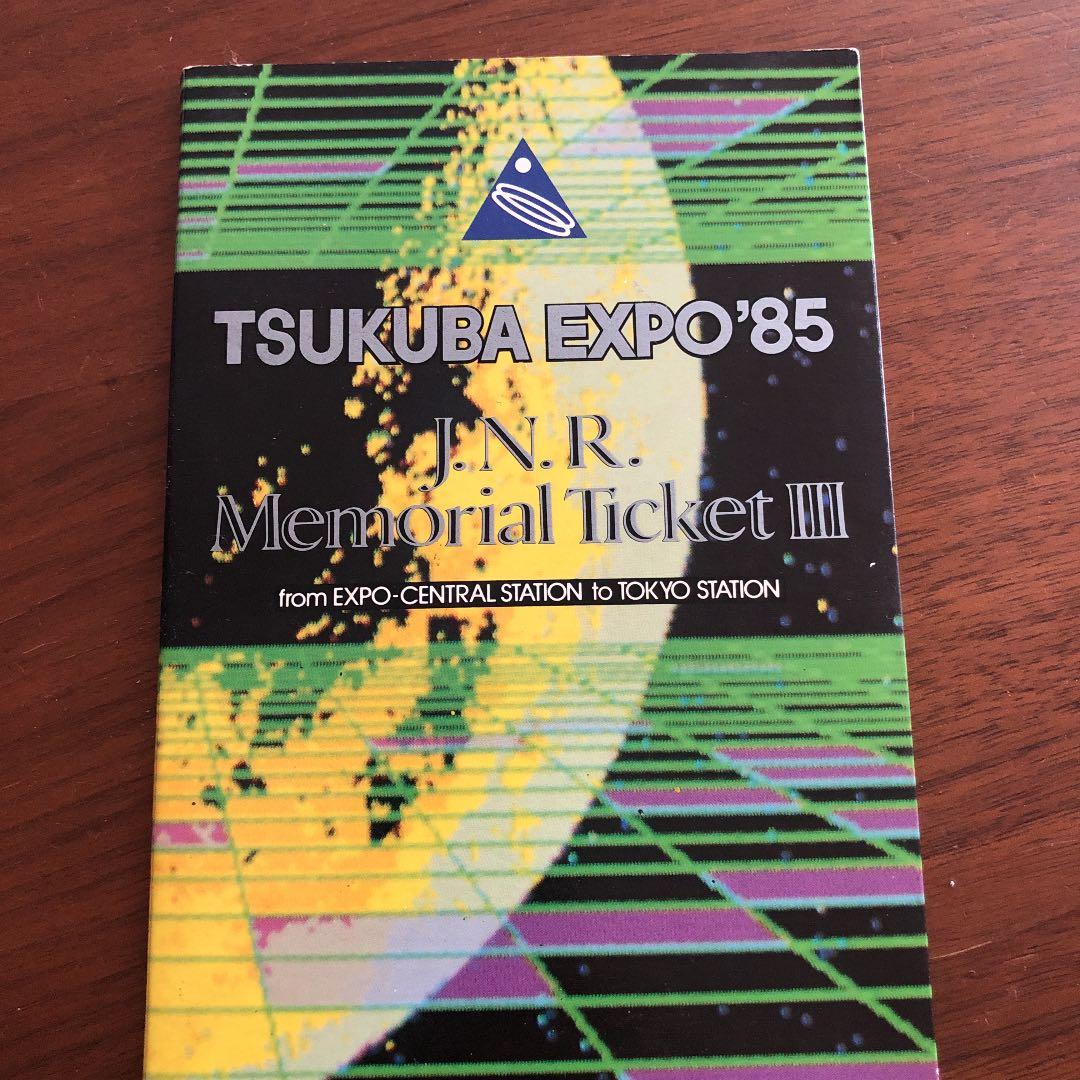 TSUKUBA EXPO'85
J.N.R.
Memorial Ticket III
from EXPO-CENTRAL STATION to TOKYO STATION